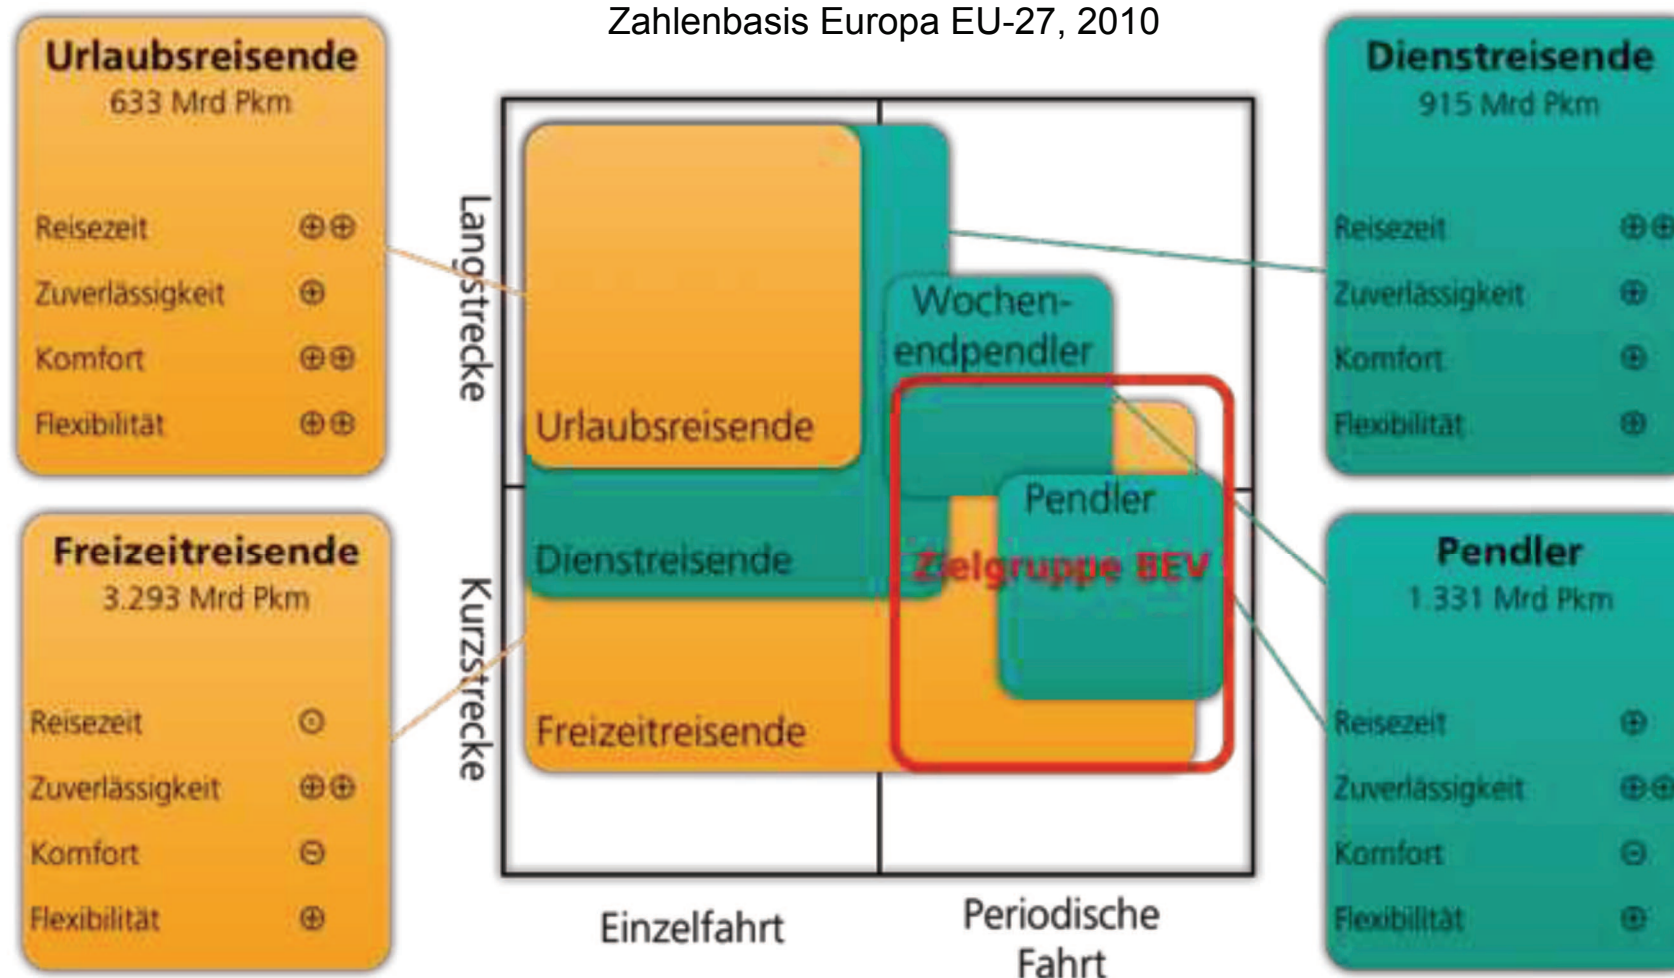 Zahlenbasis Europa EU-27, 2010
Urlaubsreisende
633 Mrd Pkm
Reisezeit ⊕⊕
Zuverlässigkeit ⊕
Komfort ⊕⊕
Flexibilität ⊕⊕
Freizeitreisende
3.293 Mrd Pkm
Reisezeit ⊙
Zuverlässigkeit ⊕⊕
Komfort ⊖
Flexibilität ⊕
Langstrecke
Kurzstrecke
Wochen-
endpendler
Urlaubsreisende
Pendler
Dienstreisende
Zielgruppe BEV
Freizeitreisende
Einzelfahrt
Periodische
Fahrt
Dienstreisende
915 Mrd Pkm
Reisezeit ⊕⊕
Zuverlässigkeit ⊕
Komfort ⊕
Flexibilität ⊕
Pendler
1.331 Mrd Pkm
Reisezeit ⊕
Zuverlässigkeit ⊕⊕
Komfort ⊖
Flexibilität ⊕